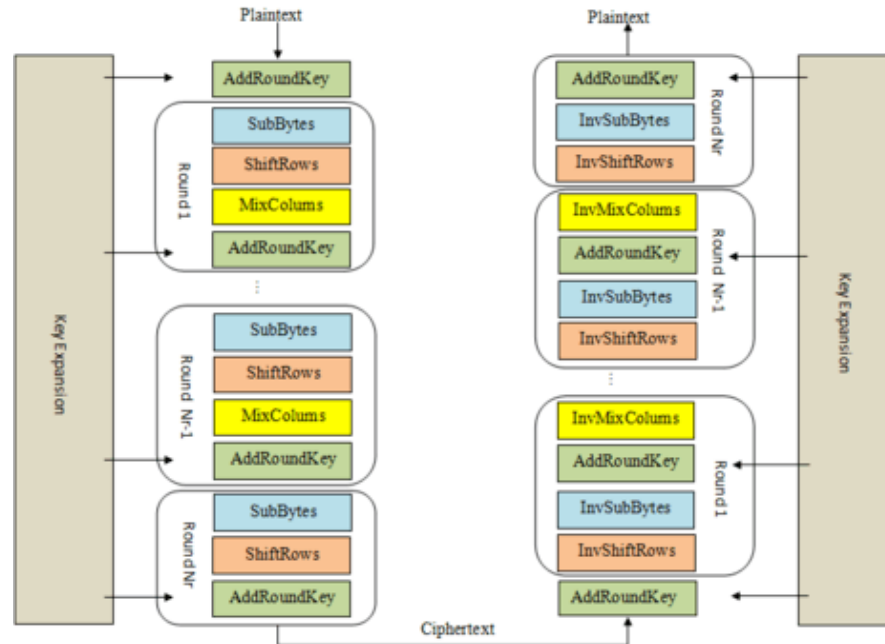 Plaintext
AddRoundKey
SubBytes
ShiftRows
MixColums
AddRoundKey
Round 1
...
SubBytes
ShiftRows
MixColums
AddRoundKey
Round Nr-1
SubBytes
ShiftRows
AddRoundKey
Round Nr
Key Expansion
Ciphertext
Plaintext
AddRoundKey
InvSubBytes
InvShiftRows
Round Nr
InvMixColums
AddRoundKey
InvSubBytes
InvShiftRows
Round Nr-1
...
InvMixColums
AddRoundKey
InvSubBytes
InvShiftRows
Round 1
AddRoundKey
Key Expansion